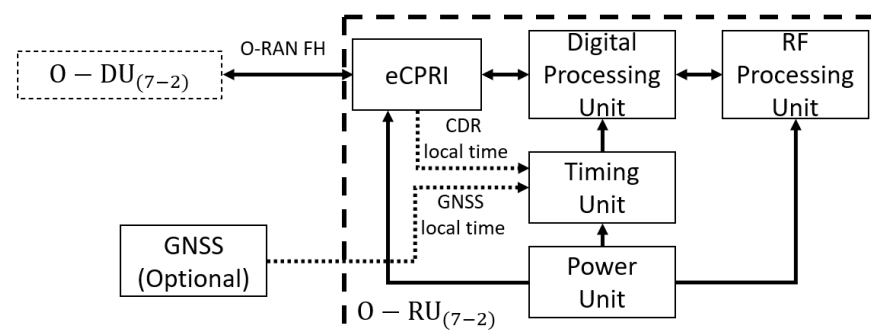 O-RAN FH
O − DU(7−2)
eCPRI
Digital
Processing
Unit
RF
Processing
Unit
CDR
local time
Timing
Unit
GNSS
local time
GNSS
(Optional)
Power
Unit
O − RU(7−2)